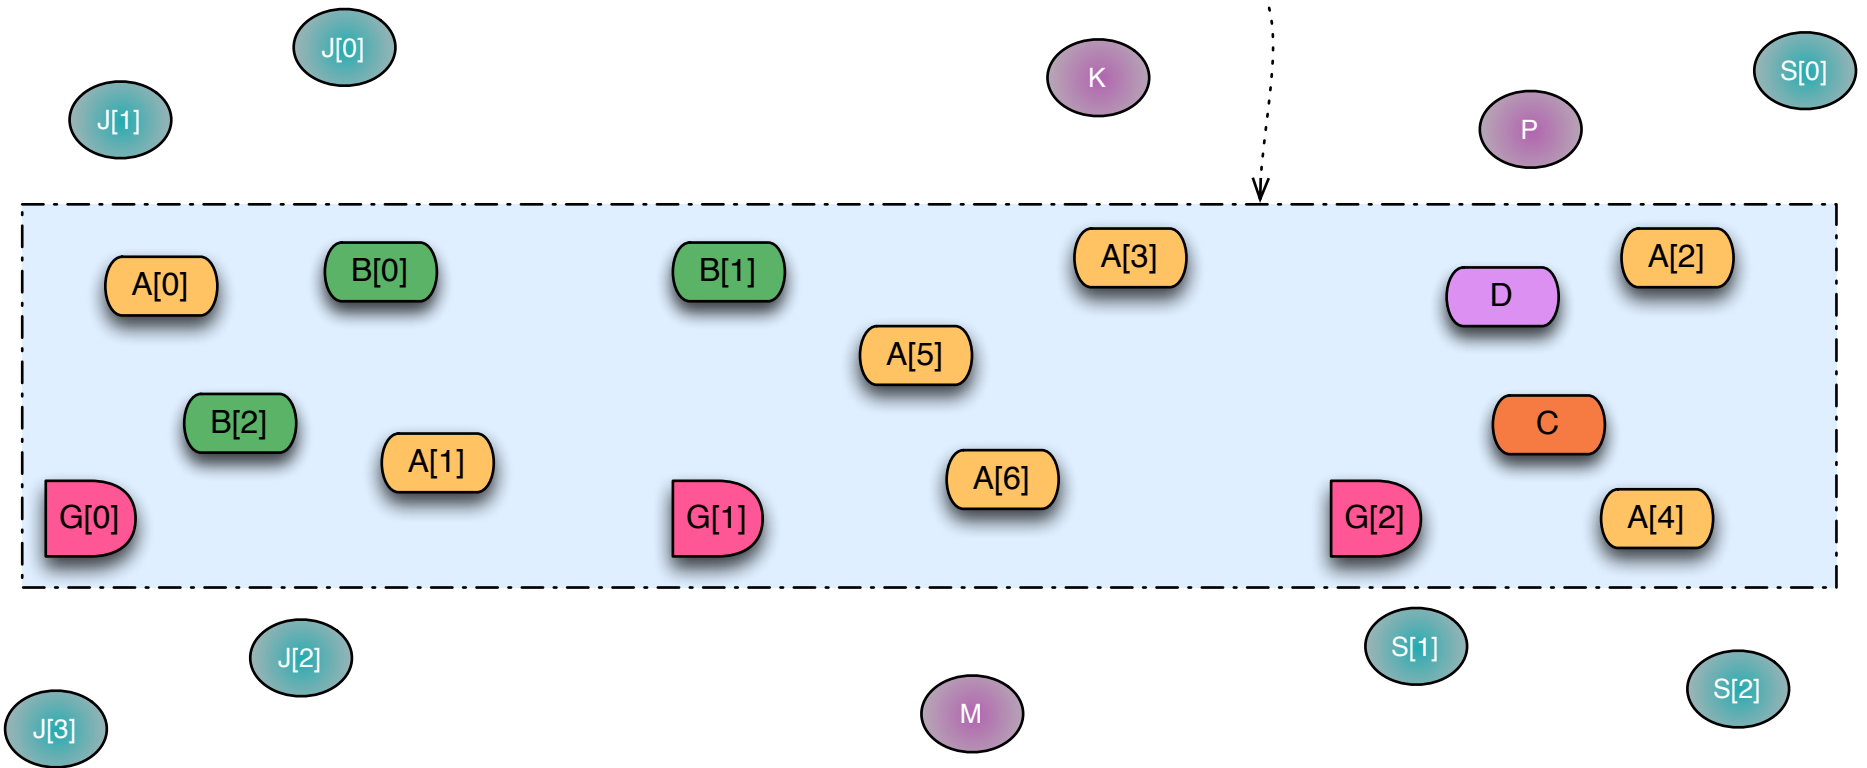 J[0]
K
S[0]
J[1]
P
A[0]
B[0]
B[1]
A[3]
D
A[2]
A[5]
B[2]
A[1]
A[6]
C
G[0]
G[1]
G[2]
A[4]
J[2]
S[1]
J[3]
M
S[2]